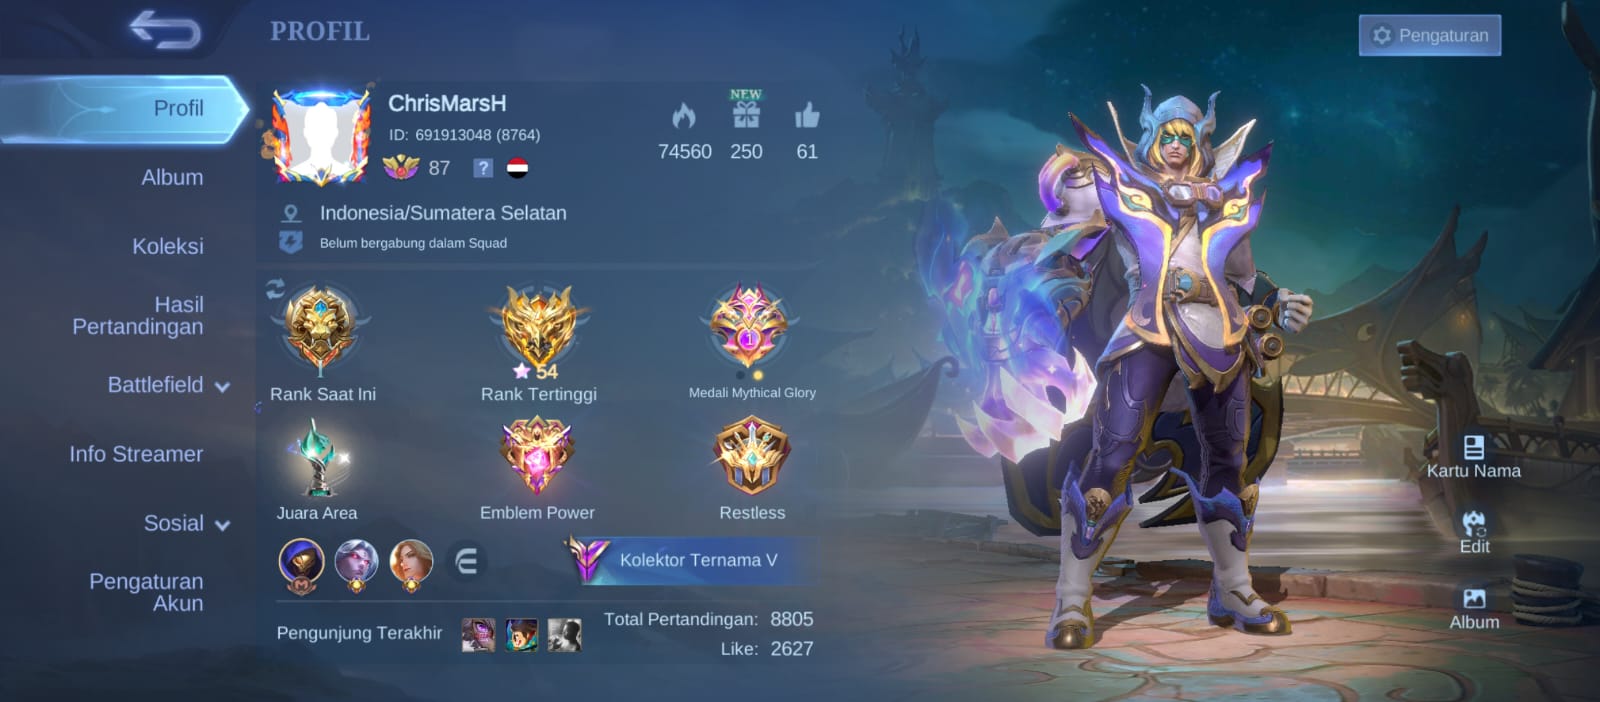 PROFIL
Pengaturan
Profil
Album
Koleksi
Hasil
Pertandingan
Battlefield
Info Streamer
Sosial
Pengaturan
Akun
ChrisMarsH
ID: 691913048 (8764)
87
?
NEW
74560
250
61
Indonesia/Sumatera Selatan
Belum bergabung dalam Squad
54
1
Rank Saat Ini
Rank Tertinggi
Medali Mythical Glory
Juara Area
Emblem Power
Restless
Kolektor Ternama V
Pengunjung Terakhir
Total Pertandingan: 8805
Like: 2627
Kartu Nama
Edit
Album